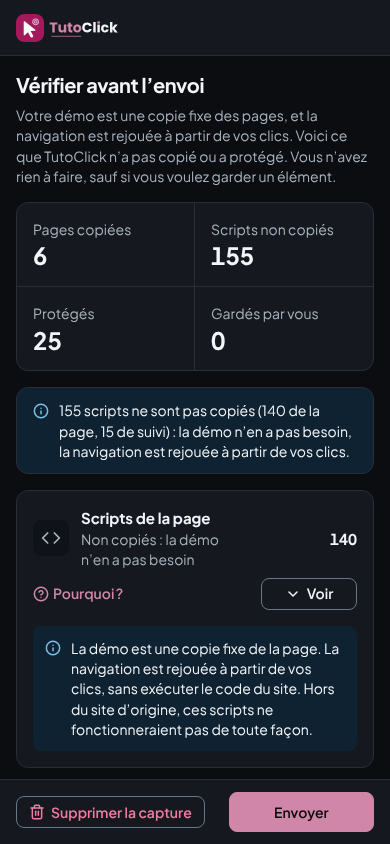 TutoClick
Vérifier avant l’envoi
Votre démo est une copie fixe des pages, et la
navigation est rejouée à partir de vos clics. Voici ce
que TutoClick n’a pas copié ou a protégé. Vous n’avez
rien à faire, sauf si vous voulez garder un élément.
Pages copiées
6
Scripts non copiés
155
Protégés
25
Gardés par vous
0
155 scripts ne sont pas copiés (140 de la
page, 15 de suivi) : la démo n’en a pas besoin,
la navigation est rejouée à partir de vos clics.
Scripts de la page
Non copiés : la démo
n’en a pas besoin
140
Pourquoi ?
Voir
La démo est une copie fixe de la page. La
navigation est rejouée à partir de vos
clics, sans exécuter le code du site. Hors
du site d’origine, ces scripts ne
fonctionneraient pas de toute façon.
Supprimer la capture
Envoyer